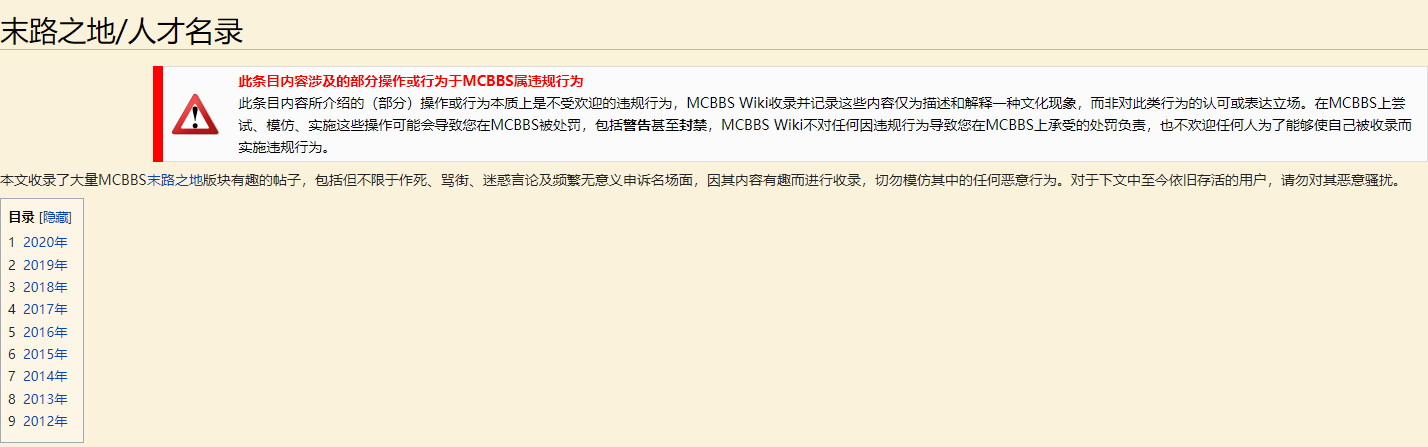 末路之地/人才名录
此条目内容涉及的部分操作或行为于MCBBS属违规行为
此条目内容所介绍的（部分）操作或行为本质上是不受欢迎的违规行为，MCBBS Wiki收录并记录这些内容仅为描述和解释一种文化现象，而非对此类行为的认可或表达立场。在MCBBS上尝
试、模仿、实施这些操作可能会导致您在MCBBS被处罚，包括警告甚至封禁，MCBBS Wiki不对任何因违规行为导致您在MCBBS上承受的处罚负责，也不欢迎任何人为了能够使自己被收录而
实施违规行为。
本文收录了大量MCBBS末路之地版块有趣的帖子，包括但不限于作死、骂街、迷惑言论及频繁无意义申诉名场面，因其内容有趣而进行收录，切勿模仿其中的任何恶意行为。对于下文中至今依旧存活的用户，请勿对其恶意骚扰。
目录 [隐藏]
1 2020年
2 2019年
3 2018年
4 2017年
5 2016年
6 2015年
7 2014年
8 2013年
9 2012年